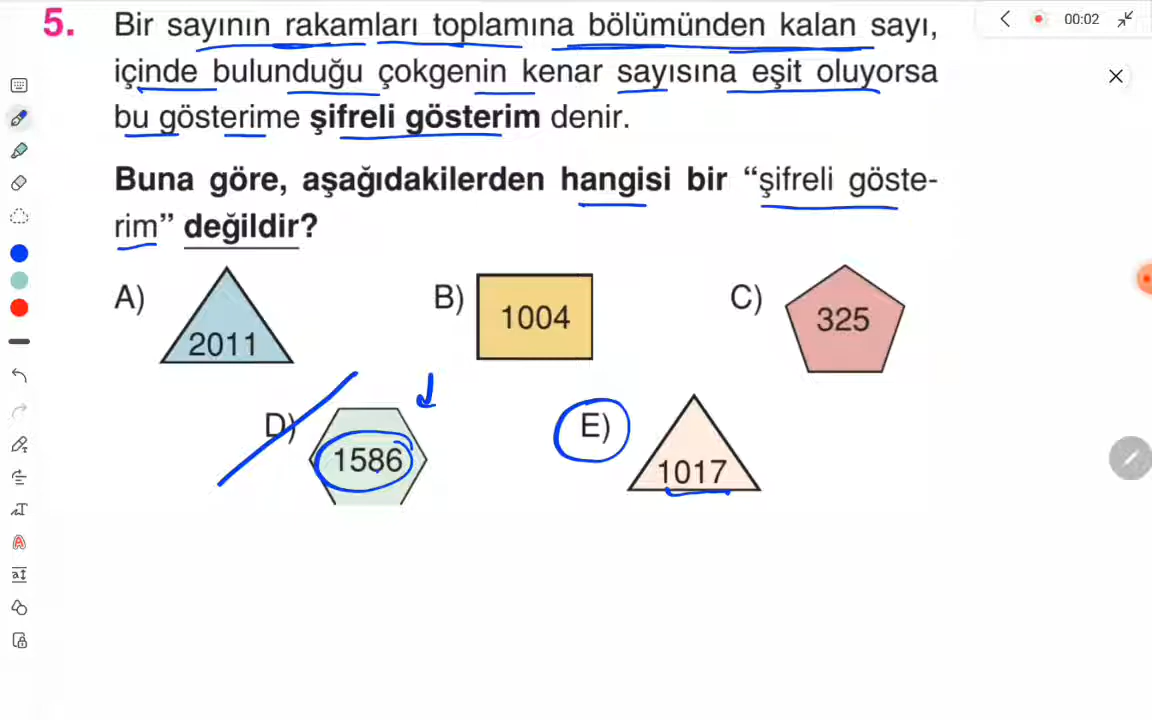 00:02
5. Bir sayının rakamları toplamına bölümünden kalan sayı,
içinde bulunduğu çokgenin kenar sayısına eşit oluyorsa
bu gösterime şifreli gösterim denir.
Buna göre, aşağıdakilerden hangisi bir “şifreli göste-
rim” değildir?
A) 2011 B) 1004 C) 325
D) 1586 E) 1017